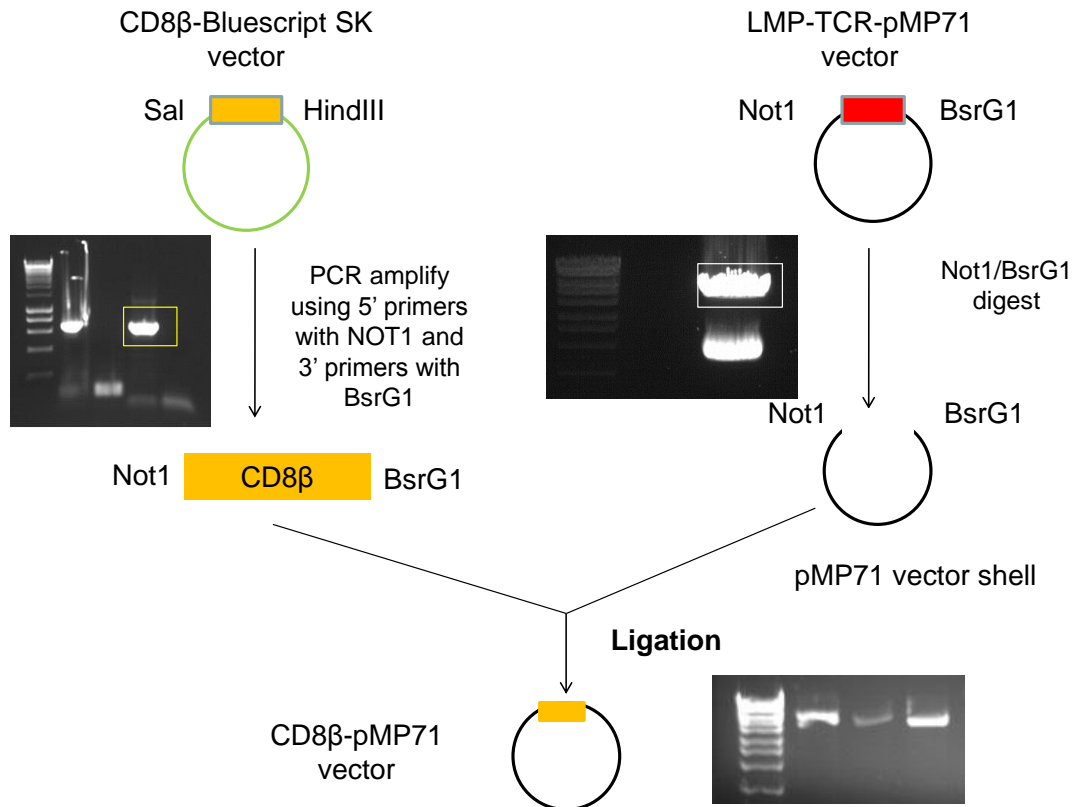 CD8β-Bluescript SK
vector
LMP-TCR-pMP71
vector
Sal
HindIII
Not1
BsrG1
PCR amplify
using 5’ primers
with NOT1 and
3’ primers with
BsrG1
Not1/BsrG1
digest
Not1
BsrG1
Not1
CD8β
BsrG1
pMP71 vector shell
Ligation
CD8β-pMP71
vector